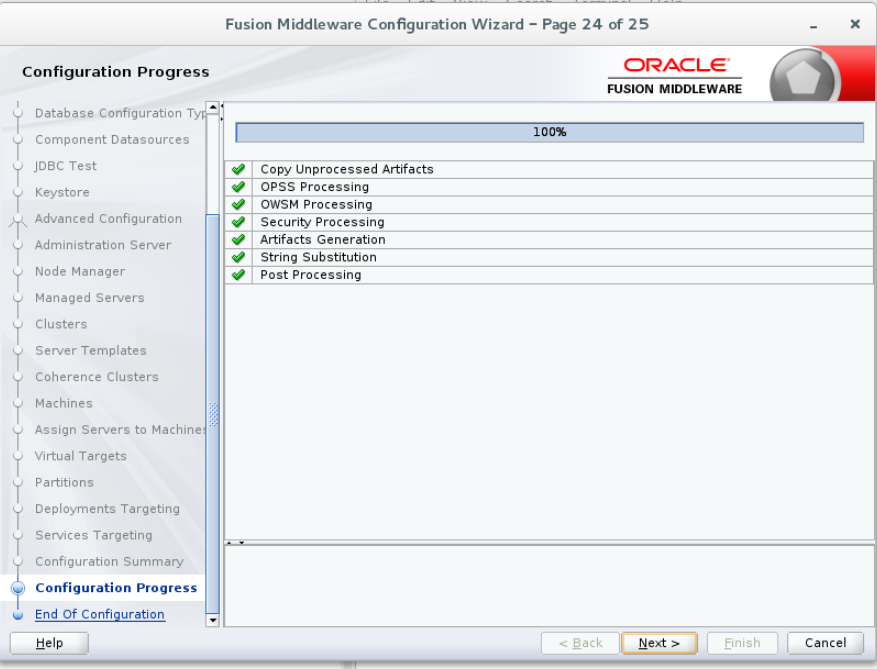 Fusion Middleware Configuration Wizard – Page 24 of 25
Configuration Progress
ORACLE
FUSION MIDDLEWARE
Database Configuration Typ
Component Datasources
JDBC Test
Keystore
Advanced Configuration
Administration Server
Node Manager
Managed Servers
Clusters
Server Templates
Coherence Clusters
Machines
Assign Servers to Machines
Virtual Targets
Partitions
Deployments Targeting
Services Targeting
Configuration Summary
Configuration Progress
End Of Configuration
100%
Copy Unprocessed Artifacts
OPSS Processing
OWSM Processing
Security Processing
Artifacts Generation
String Substitution
Post Processing
Help
< Back
Next >
Finish
Cancel